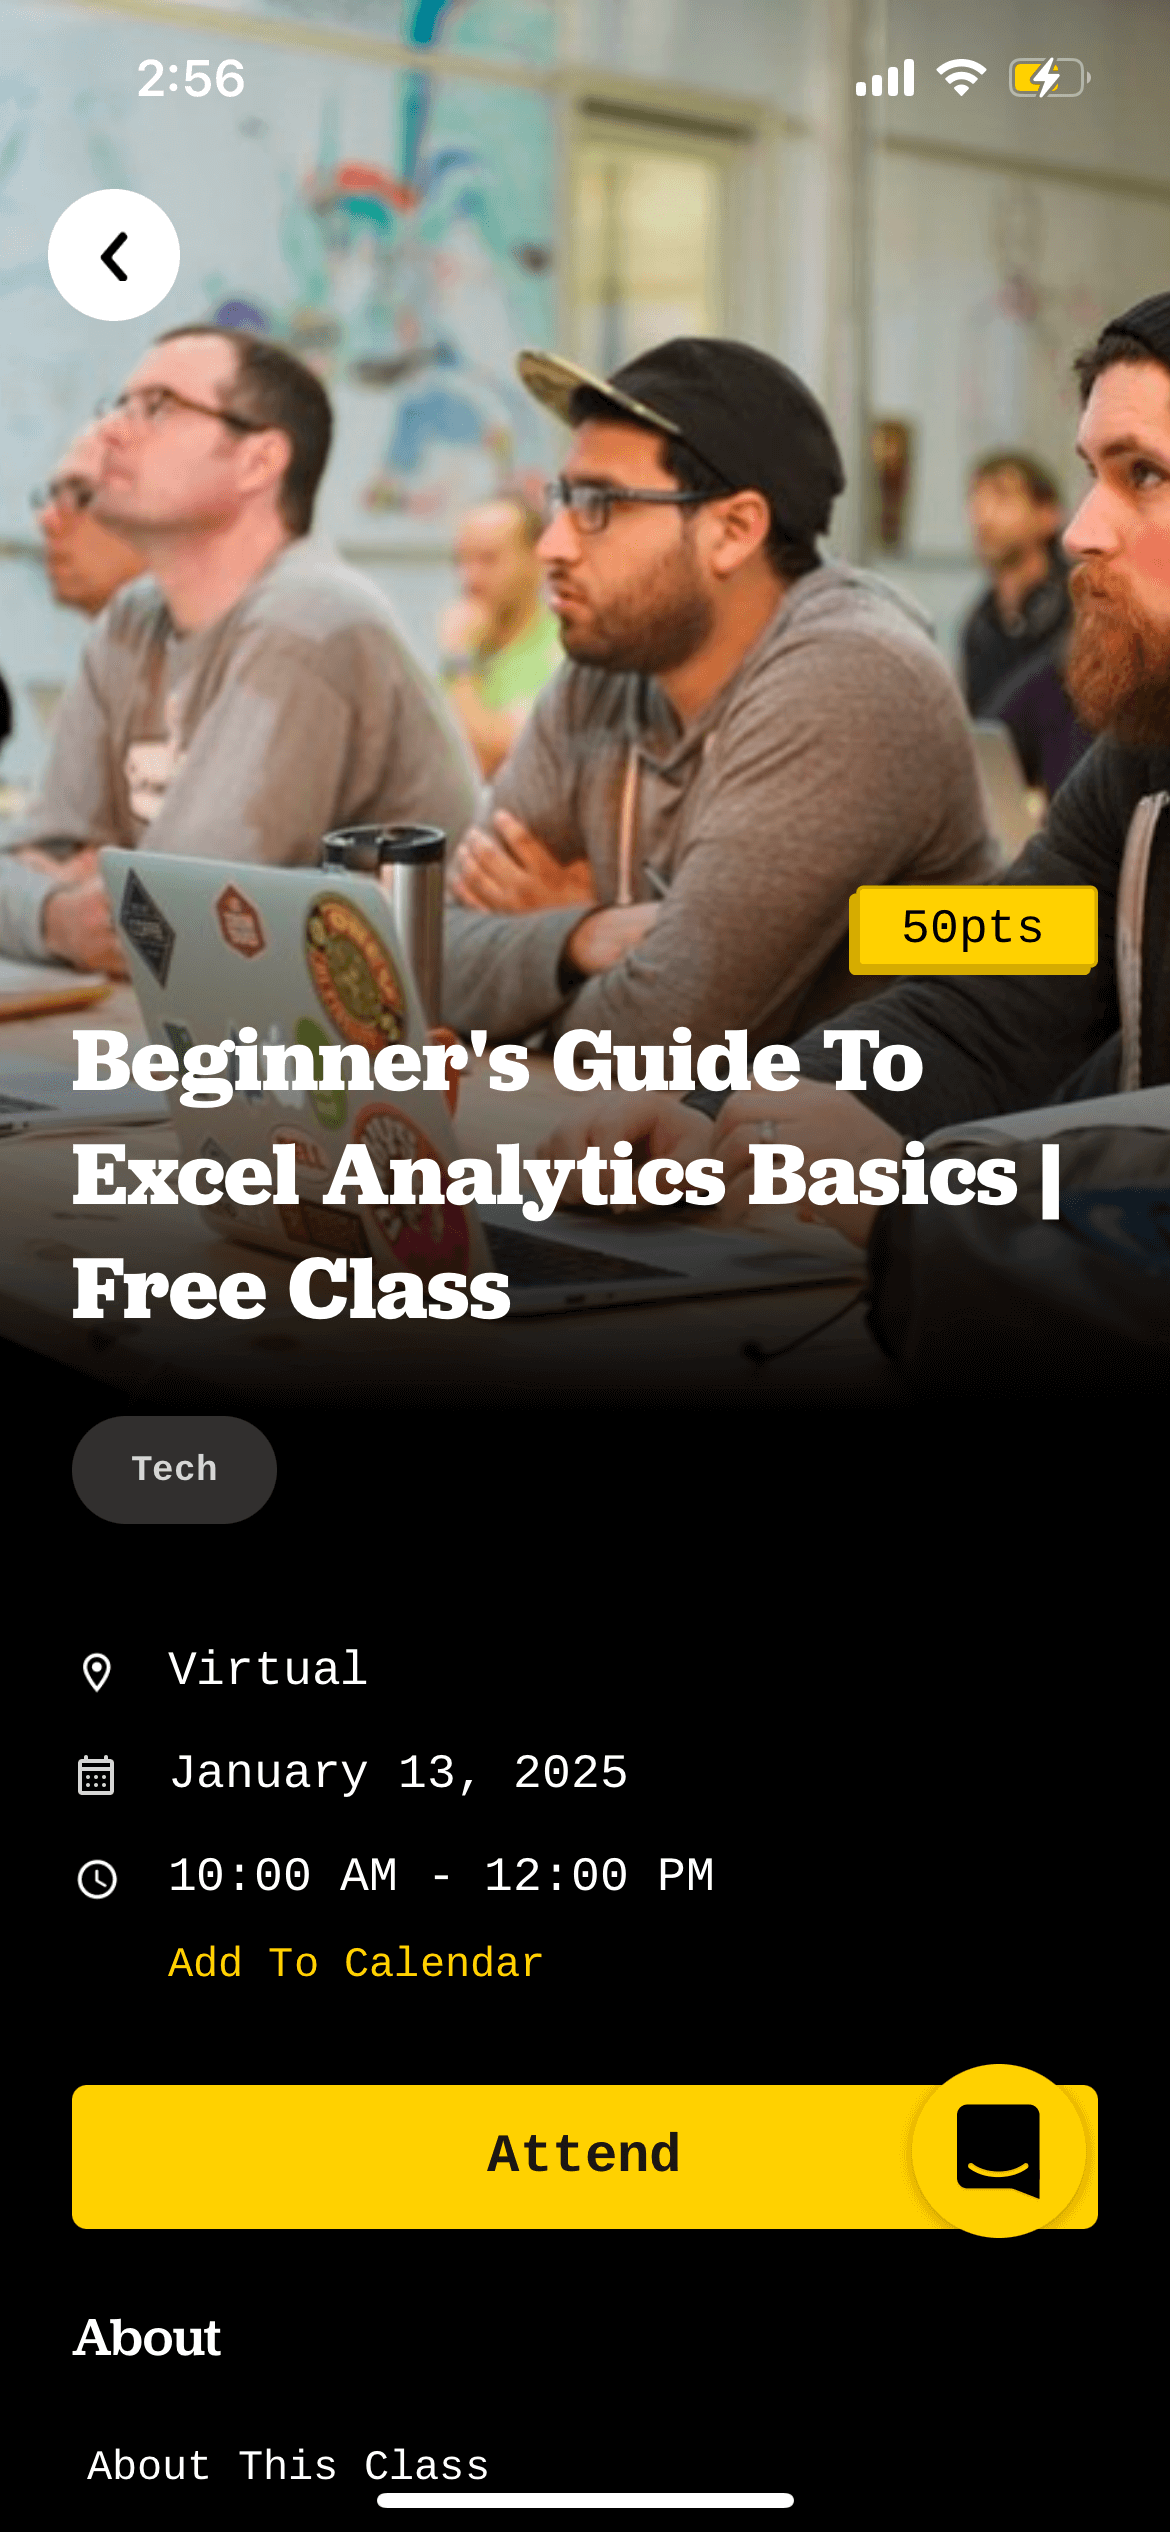 2:56
50pts
Beginner's Guide To
Excel Analytics Basics |
Free Class
Tech
Virtual
January 13, 2025
10:00 AM - 12:00 PM
Add To Calendar
Attend
About
About This Class